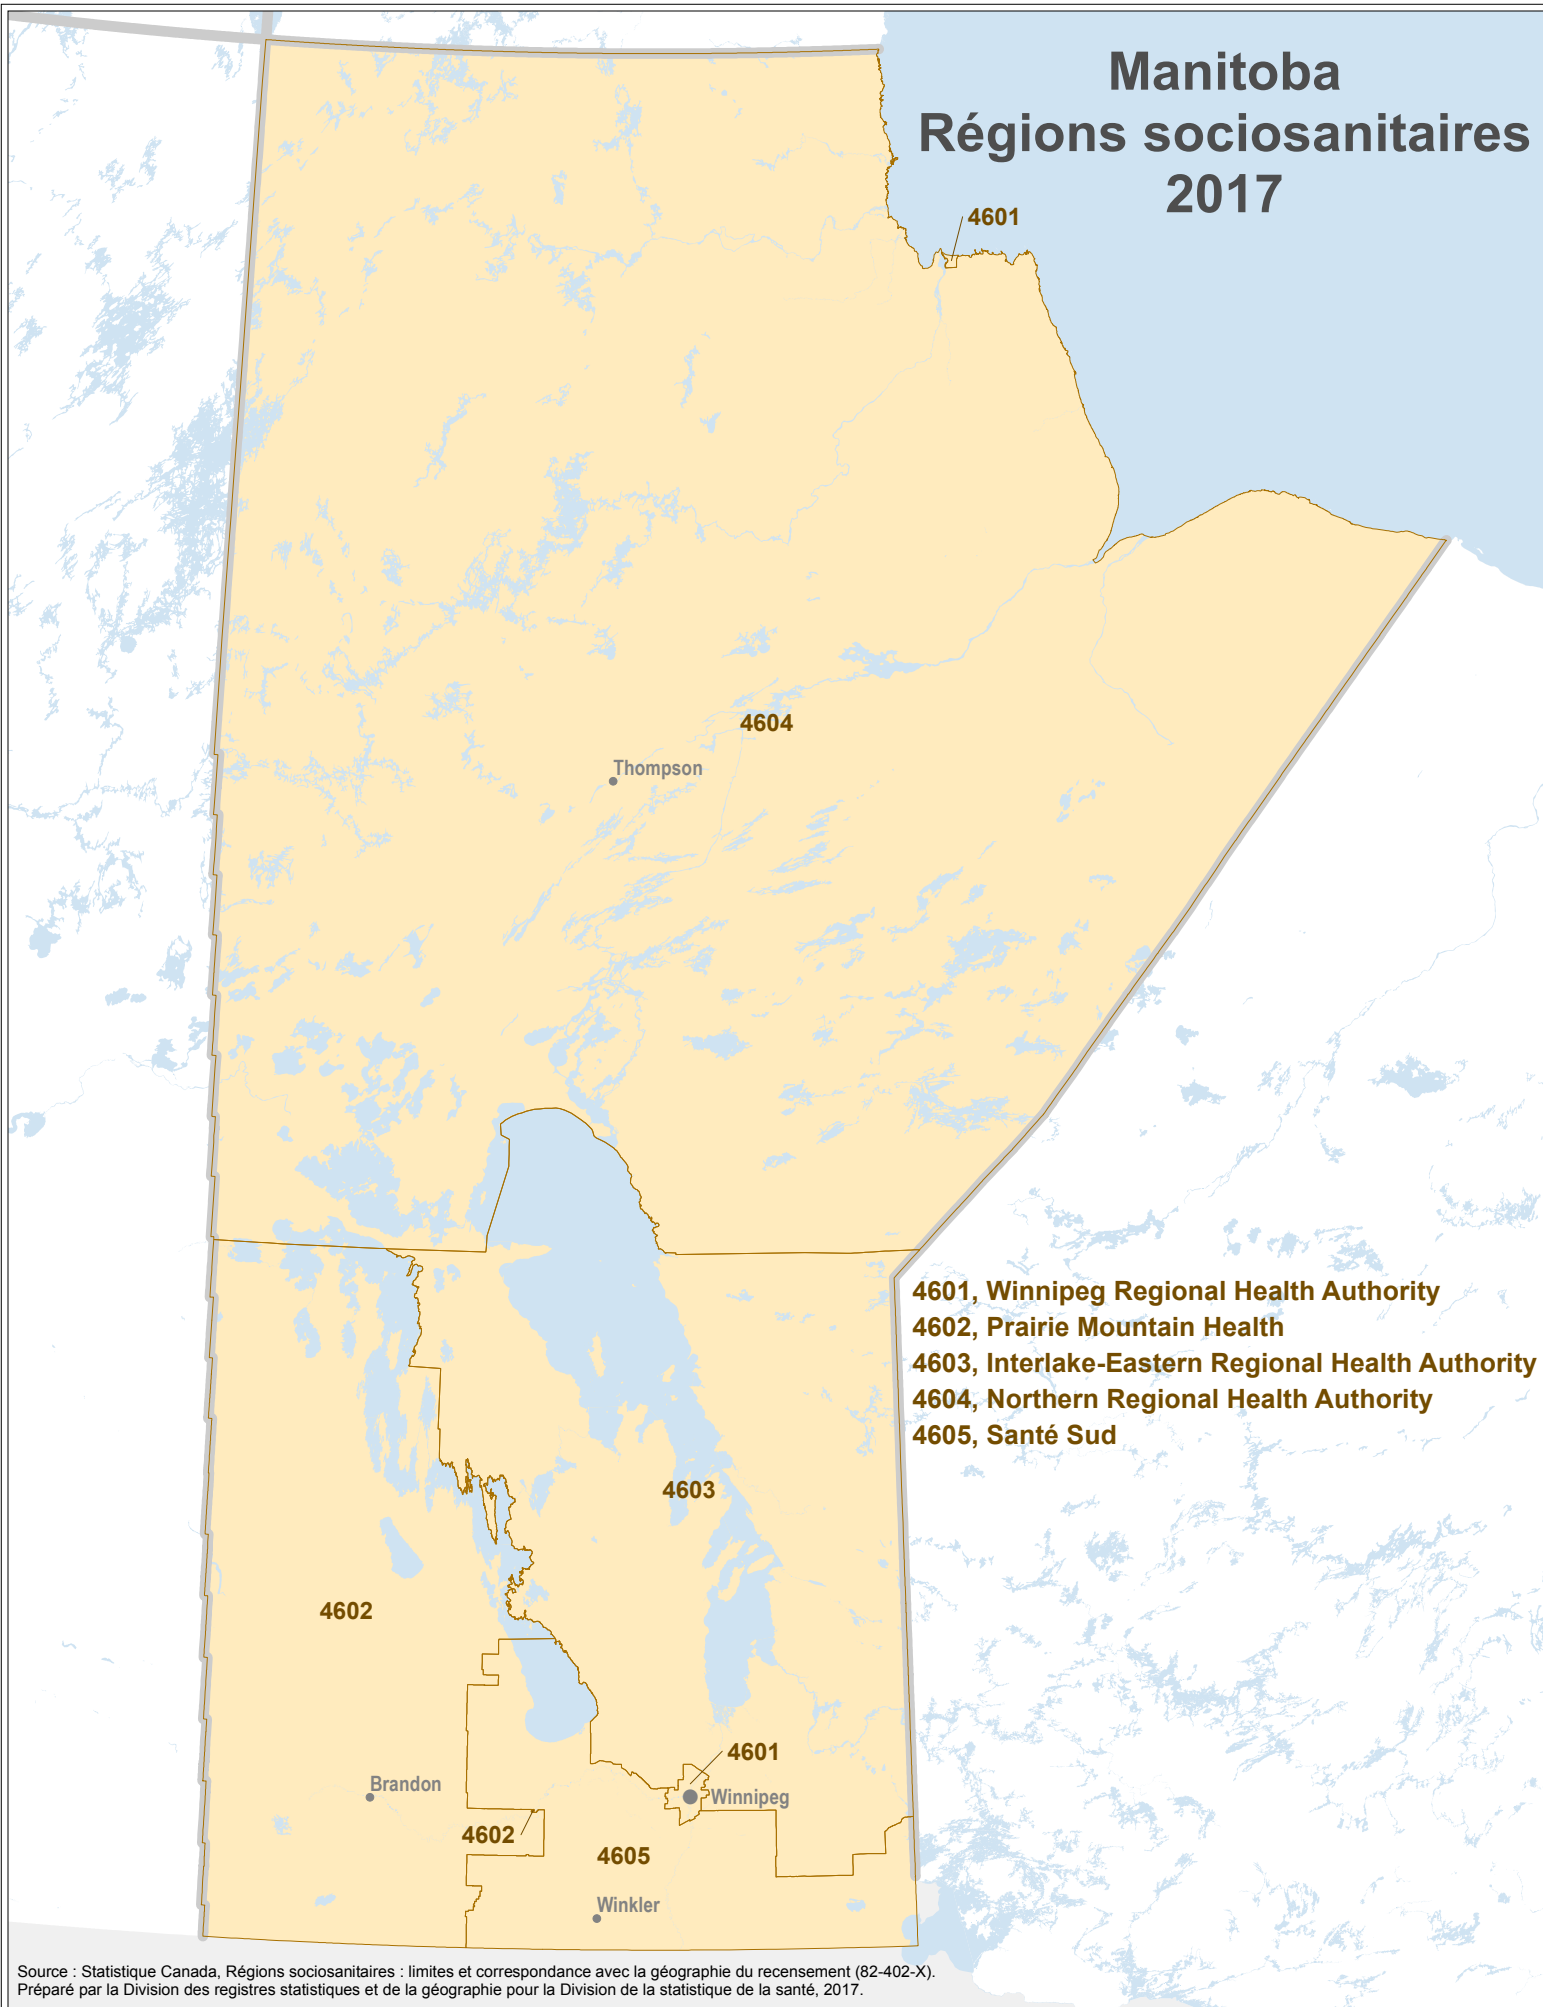 Manitoba
Régions sociosanitaires
2017
4601
4604
Thompson
4601, Winnipeg Regional Health Authority
4602, Prairie Mountain Health
4603, Interlake-Eastern Regional Health Authority
4604, Northern Regional Health Authority
4605, Santé Sud
4603
4602
4601
Brandon
Winnipeg
4602
4605
Winkler
Source : Statistique Canada, Régions sociosanitaires : limites et correspondance avec la géographie du recensement (82-402-X).
Préparé par la Division des registres statistiques et de la géographie pour la Division de la statistique de la santé, 2017.